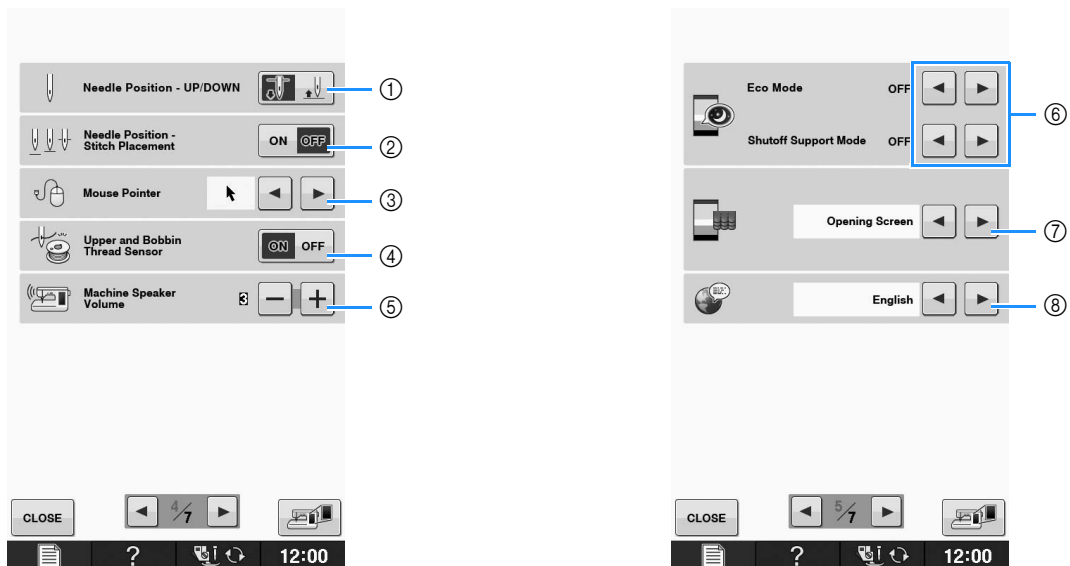 Needle Position - UP/DOWN
①
Needle Position -
Stitch Placement
ON OFF
②
Mouse Pointer
③
Upper and Bobbin
Thread Sensor
ON OFF
④
Machine Speaker
Volume
3
− +
⑤
CLOSE
4/7
?
12:00
Eco Mode
OFF
⑥
Shutoff Support Mode
OFF
Opening Screen
⑦
English
⑧
CLOSE
5/7
?
12:00